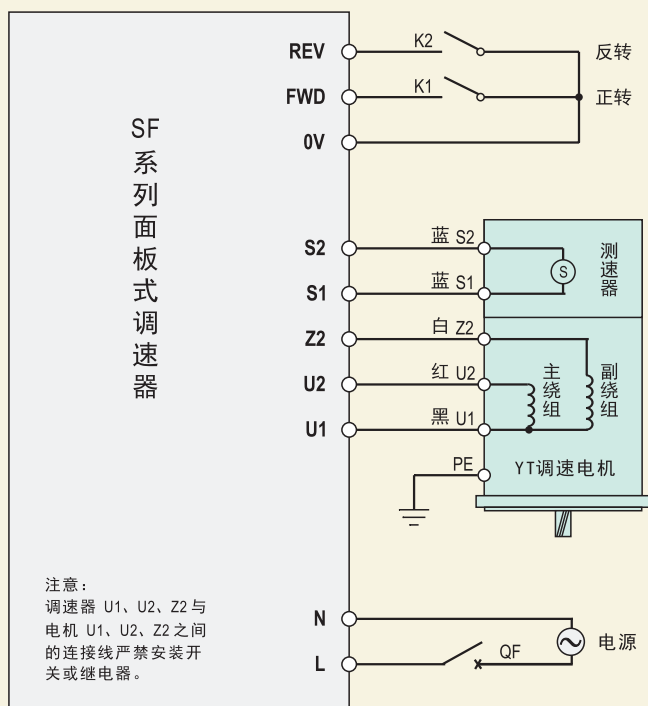 SF系列面板式调速器
REV
K2
反转
FWD
K1
正转
0V
S2
蓝 S2
S
测速器
S1
蓝 S1
Z2
白 Z2
U2
红 U2
主绕组
副绕组
U1
黑 U1
PE
YT调速电机
注意：
调速器 U1、U2、Z2 与
电机 U1、U2、Z2 之间
的连接线严禁安装开
关或继电器。
N
电源
L
QF